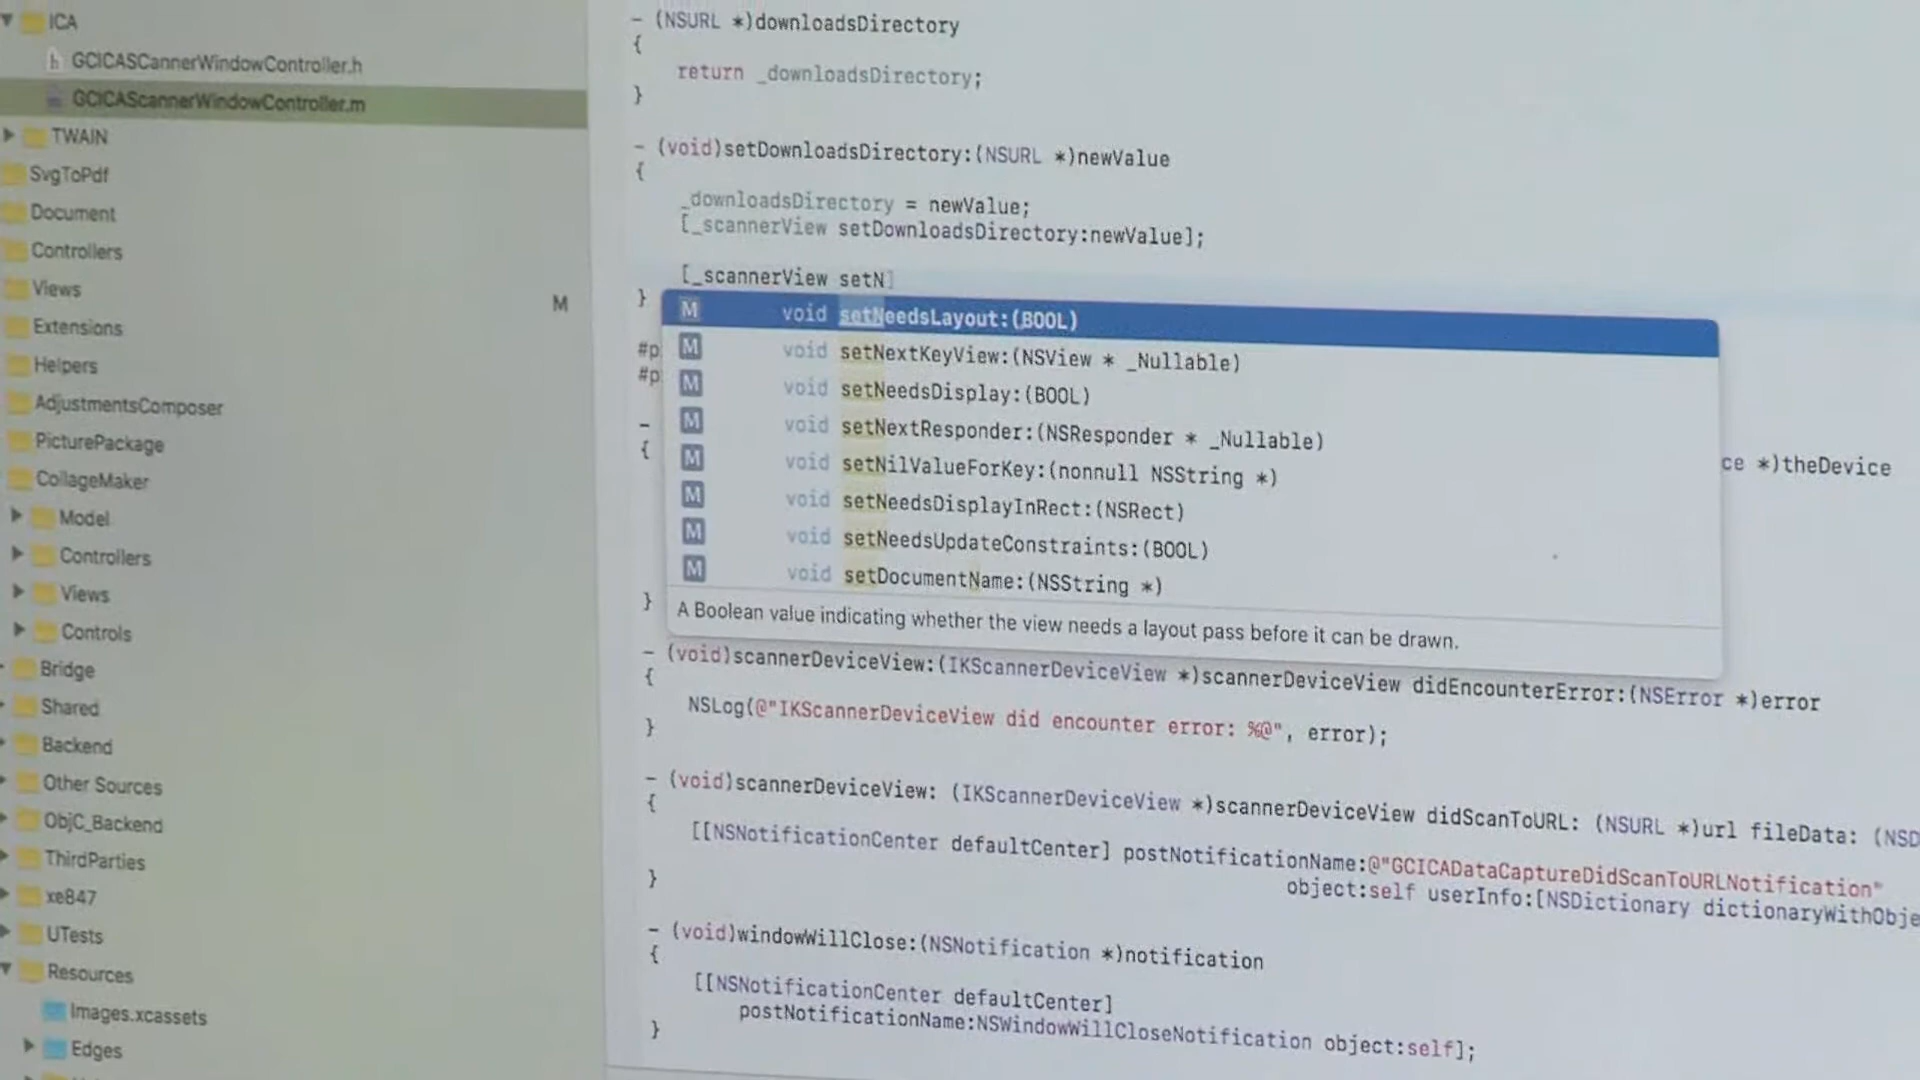 ICA
GCICASCannerWindowController.h
GCICAScannerWindowController.m
TWAIN
SvgToPdf
Document
Controllers
Views
M
Extensions
Helpers
AdjustmentsComposer
PicturePackage
CollageMaker
Model
Controllers
Views
Controls
Bridge
Shared
Backend
Other Sources
ObjC_Backend
ThirdParties
xe847
UTests
Resources
Images.xcassets
Edges
- (NSURL *)downloadsDirectory
{
return _downloadsDirectory;
}
- (void)setDownloadsDirectory:(NSURL *)newValue
{
_downloadsDirectory = newValue;
[_scannerView setDownloadsDirectory:newValue];
[_scannerView setN]
}
M void setNeedsLayout:(BOOL)
#p M void setNextKeyView:(NSView * _Nullable)
#p M void setNeedsDisplay:(BOOL)
- M void setNextResponder:(NSResponder * _Nullable)
{ M void setNilValueForKey:(nonnull NSString *)
ce *)theDevice
M void setNeedsDisplayInRect:(NSRect)
M void setNeedsUpdateConstraints:(BOOL)
M void setDocumentName:(NSString *)
} A Boolean value indicating whether the view needs a layout pass before it can be drawn.
- (void)scannerDeviceView:(IKScannerDeviceView *)scannerDeviceView didEncounterError:(NSError *)error
{
NSLog(@"IKScannerDeviceView did encounter error: %@", error);
}
- (void)scannerDeviceView: (IKScannerDeviceView *)scannerDeviceView didScanToURL: (NSURL *)url fileData: (NSD
{
[[NSNotificationCenter defaultCenter] postNotificationName:@"GCICADataCaptureDidScanToURLNotification"
object:self userInfo:[NSDictionary dictionaryWithObje
}
- (void)windowWillClose:(NSNotification *)notification
{
[[NSNotificationCenter defaultCenter]
postNotificationName:NSWindowWillCloseNotification object:self];
}